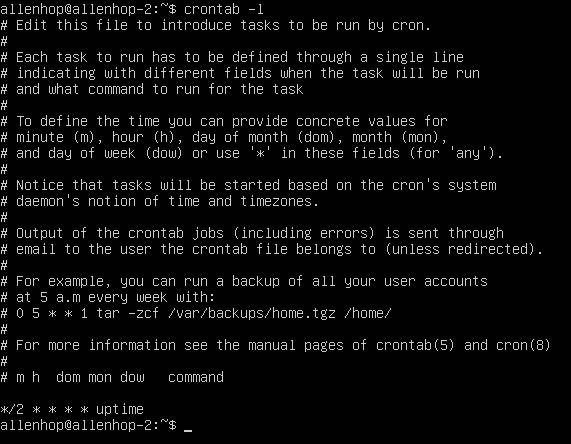 allenhop@allenhop-2:~$ crontab -l
# Edit this file to introduce tasks to be run by cron.
#
# Each task to run has to be defined through a single line
# indicating with different fields when the task will be run
# and what command to run for the task
#
# To define the time you can provide concrete values for
# minute (m), hour (h), day of month (dom), month (mon),
# and day of week (dow) or use '*' in these fields (for 'any').
#
# Notice that tasks will be started based on the cron's system
# daemon's notion of time and timezones.
#
# Output of the crontab jobs (including errors) is sent through
# email to the user the crontab file belongs to (unless redirected).
#
# For example, you can run a backup of all your user accounts
# at 5 a.m every week with:
# 0 5 * * 1 tar -zcf /var/backups/home.tgz /home/
#
# For more information see the manual pages of crontab(5) and cron(8)
#
# m h  dom mon dow   command

*/2 * * * * uptime
allenhop@allenhop-2:~$ _